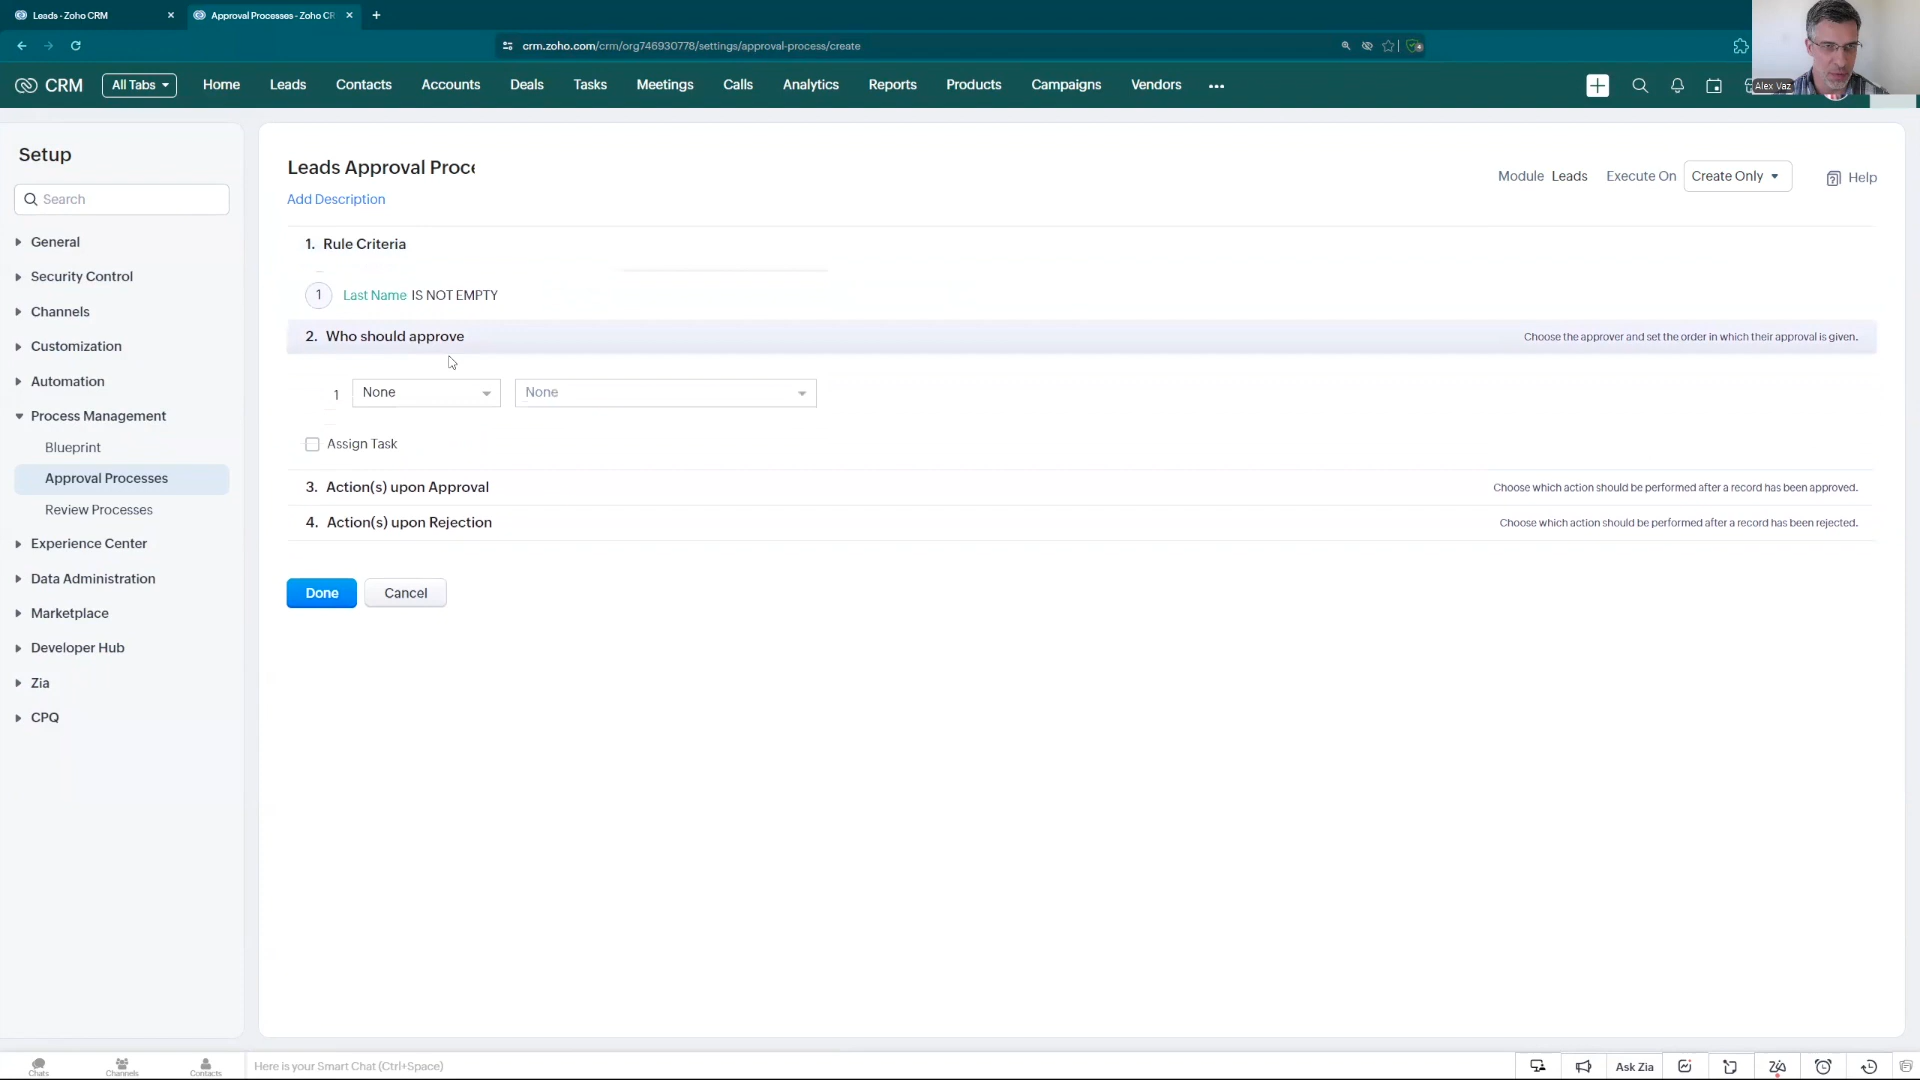 Leads - Zoho CRM
Approval Processes - Zoho CR
crm.zoho.com/crm/org746930778/settings/approval-process/create
CRM
All Tabs
Home
Leads
Contacts
Accounts
Deals
Tasks
Meetings
Calls
Analytics
Reports
Products
Campaigns
Vendors
Alex Vaz
Setup
Search
General
Security Control
Channels
Customization
Automation
Process Management
Blueprint
Approval Processes
Review Processes
Experience Center
Data Administration
Marketplace
Developer Hub
Zia
CPQ
Leads Approval Proce
Add Description
Module Leads
Execute On Create Only
Help
1. Rule Criteria
1 Last Name IS NOT EMPTY
2. Who should approve
Choose the approver and set the order in which their approval is given.
1 None None
Assign Task
3. Action(s) upon Approval
Choose which action should be performed after a record has been approved.
4. Action(s) upon Rejection
Choose which action should be performed after a record has been rejected.
Done
Cancel
Chats
Channels
Contacts
Here is your Smart Chat (Ctrl+Space)
Ask Zia